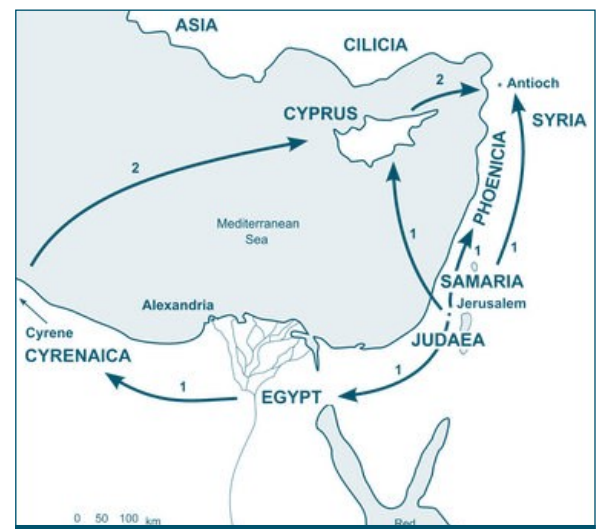 ASIA
CILICIA
2
Antioch
CYPRUS
SYRIA
2
PHOENICIA
Mediterranean
Sea
1
1
1
SAMARIA
Alexandria
Jerusalem
Cyrene
JUDAEA
CYRENAICA
1
1
EGYPT
0 50 100 km
Red